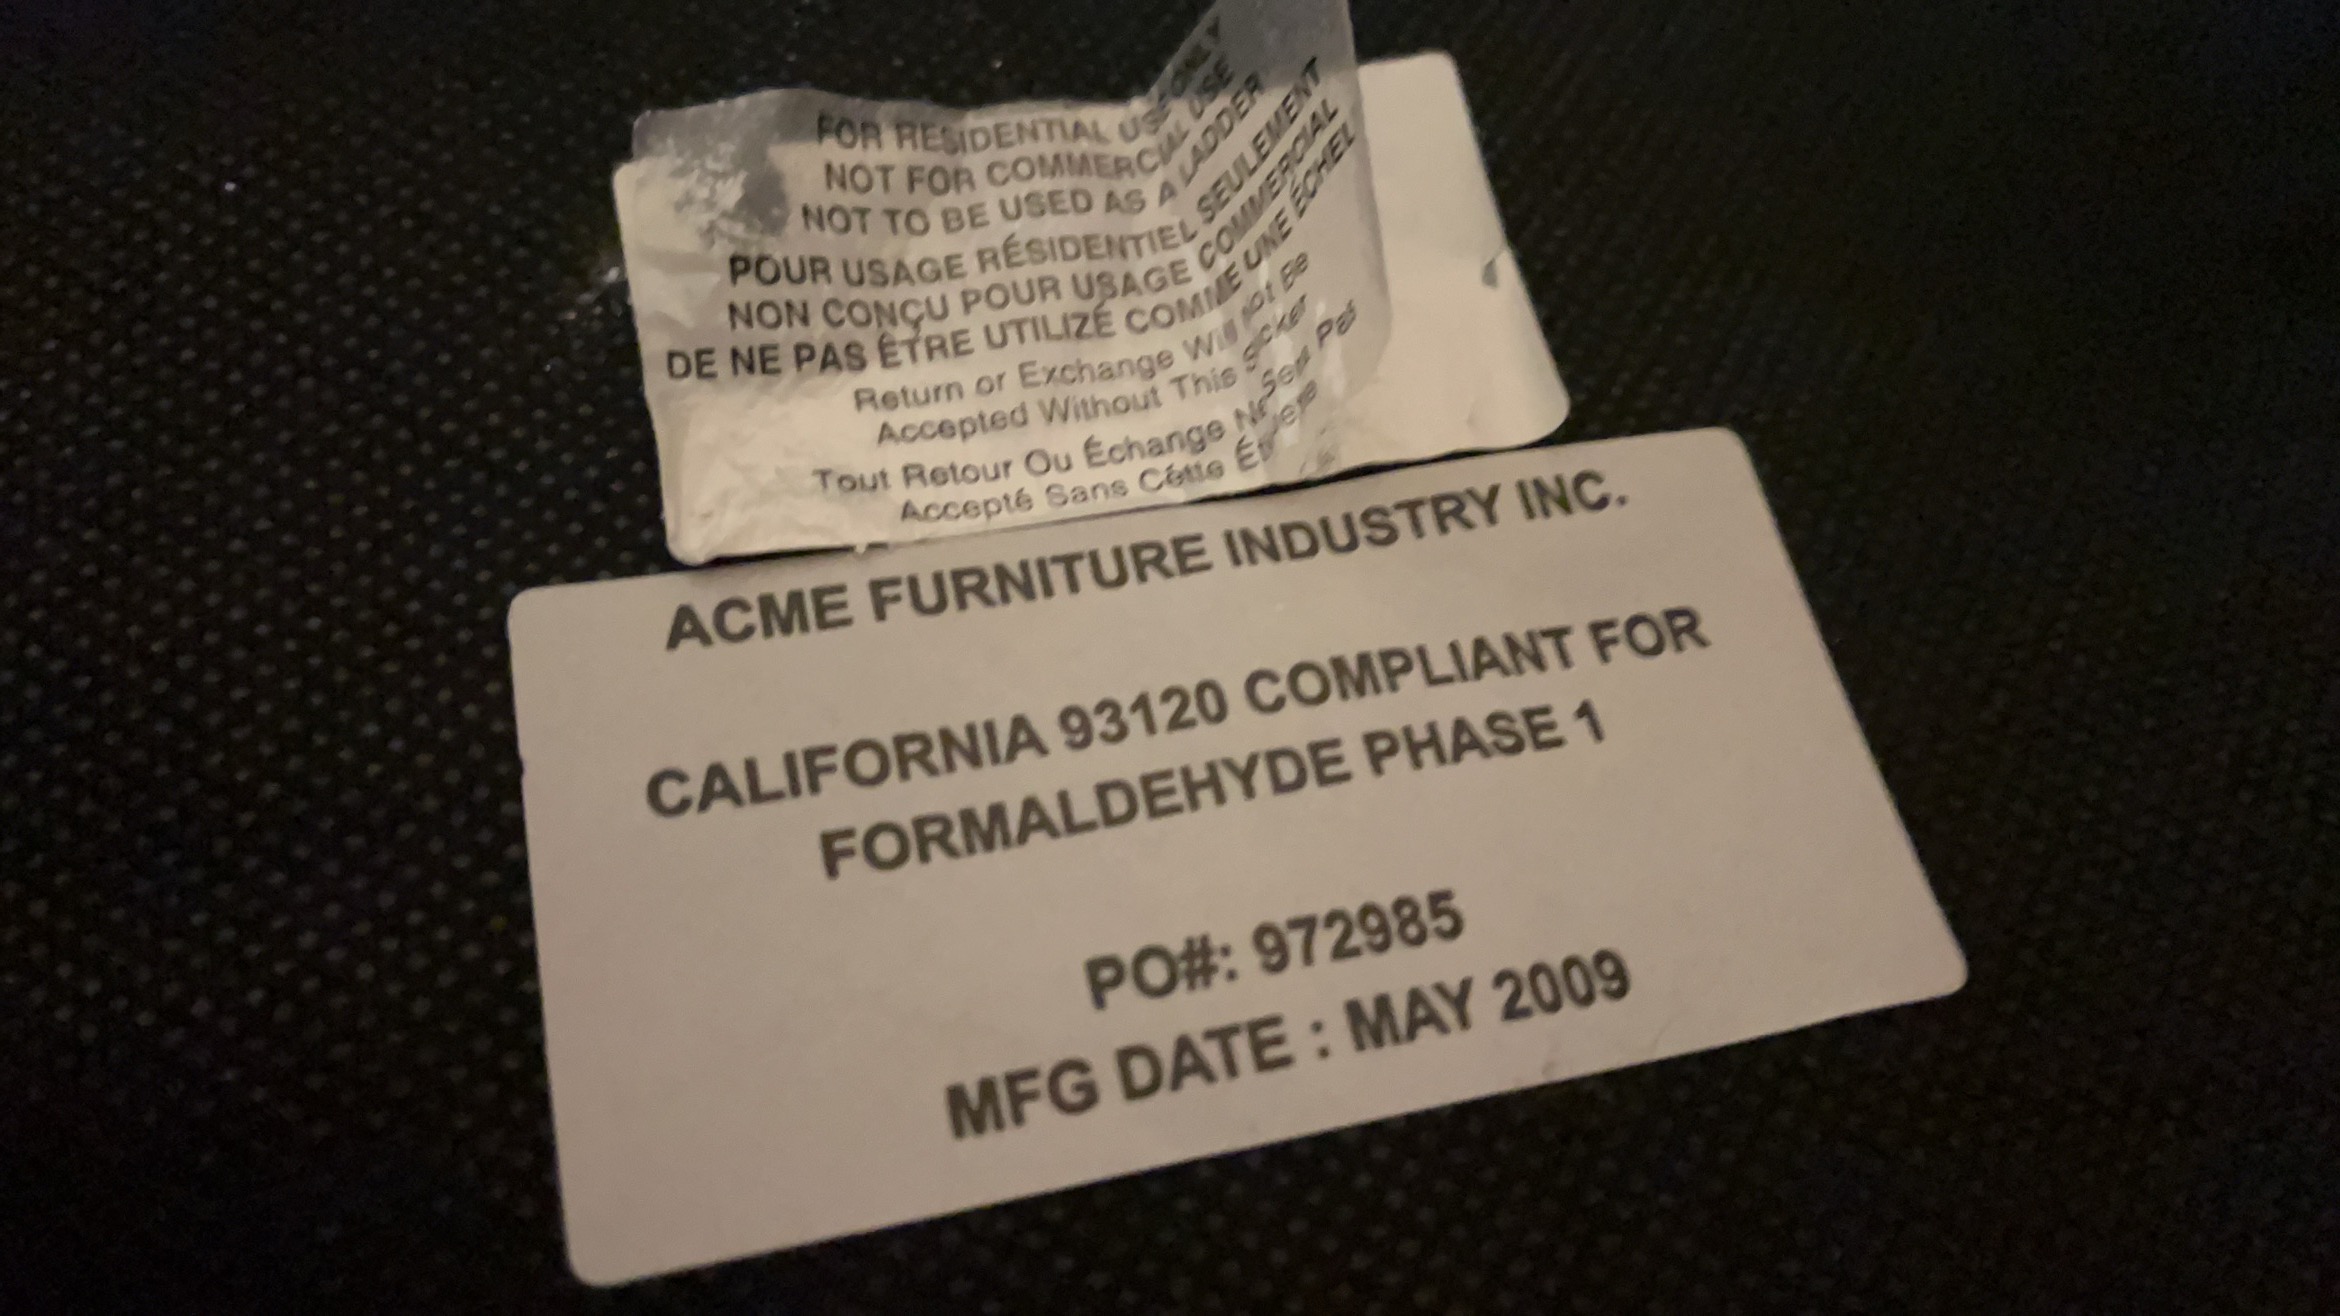 FOR RESIDENTIAL USE ONLY
NOT FOR COMMERCIAL USE
NOT TO BE USED AS A LADDER
POUR USAGE RÉSIDENTIEL SEULEMENT
NON CONÇU POUR USAGE COMMERCIAL
DE NE PAS ÊTRE UTILIZÉ COMME UNE ÉCHEL
Return or Exchange Will Not Be
Accepted Without This Sticker
Tout Retour Ou Échange Ne Sera Pas
Accepté Sans Cétte
ACME FURNITURE INDUSTRY INC.
CALIFORNIA 93120 COMPLIANT FOR
FORMALDEHYDE PHASE 1
PO#: 972985
MFG DATE : MAY 2009